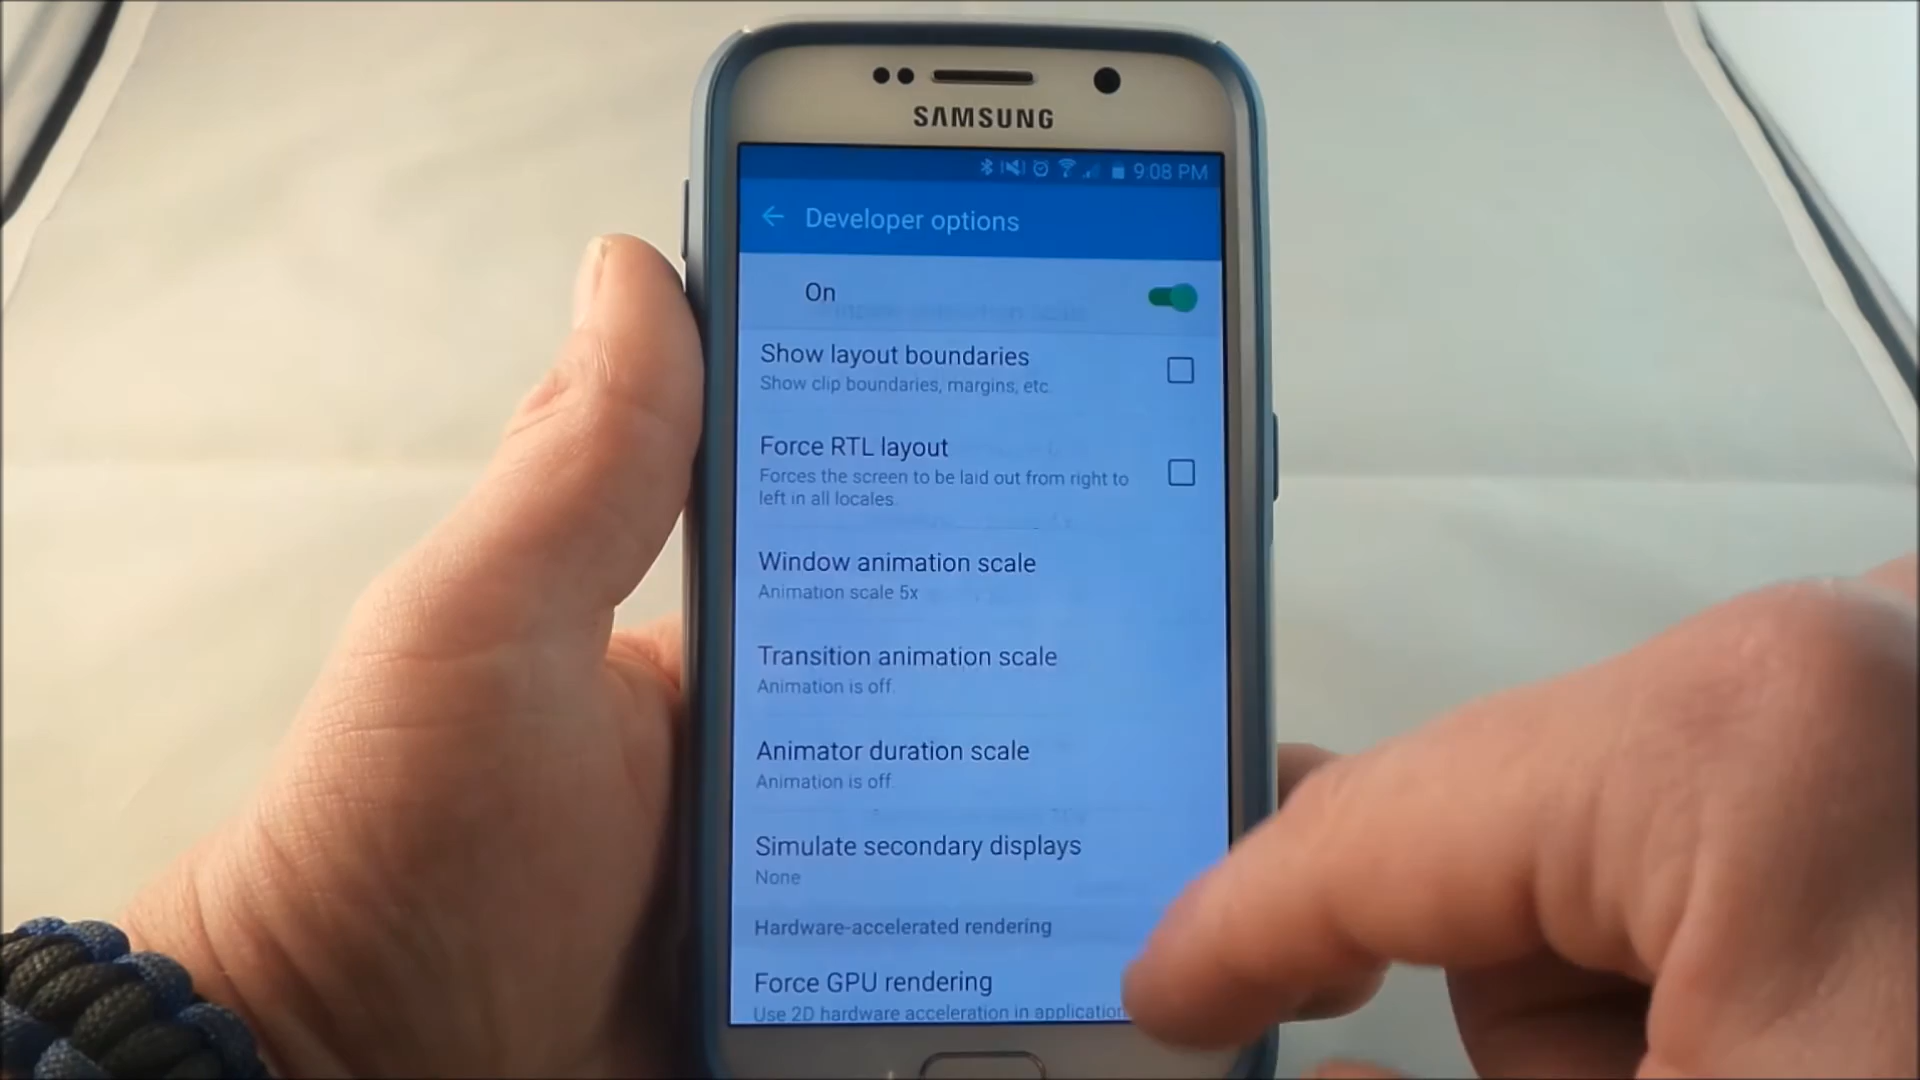 SAMSUNG
9:08 PM
Developer options
On
Show layout boundaries
Show clip boundaries, margins, etc.
Force RTL layout
Forces the screen to be laid out from right to
left in all locales.
Window animation scale
Animation scale 5x
Transition animation scale
Animation is off.
Animator duration scale
Animation is off.
Simulate secondary displays
None
Hardware-accelerated rendering
Force GPU rendering
Use 2D hardware acceleration in